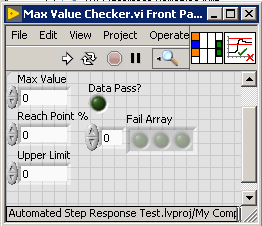 Max Value Checker.vi Front Pa...
File Edit View Project Operate
Max Value
0
Data Pass?
Reach Point %
0
Fail Array
0
Upper Limit
0
Automated Step Response Test.lvproj/My Comp